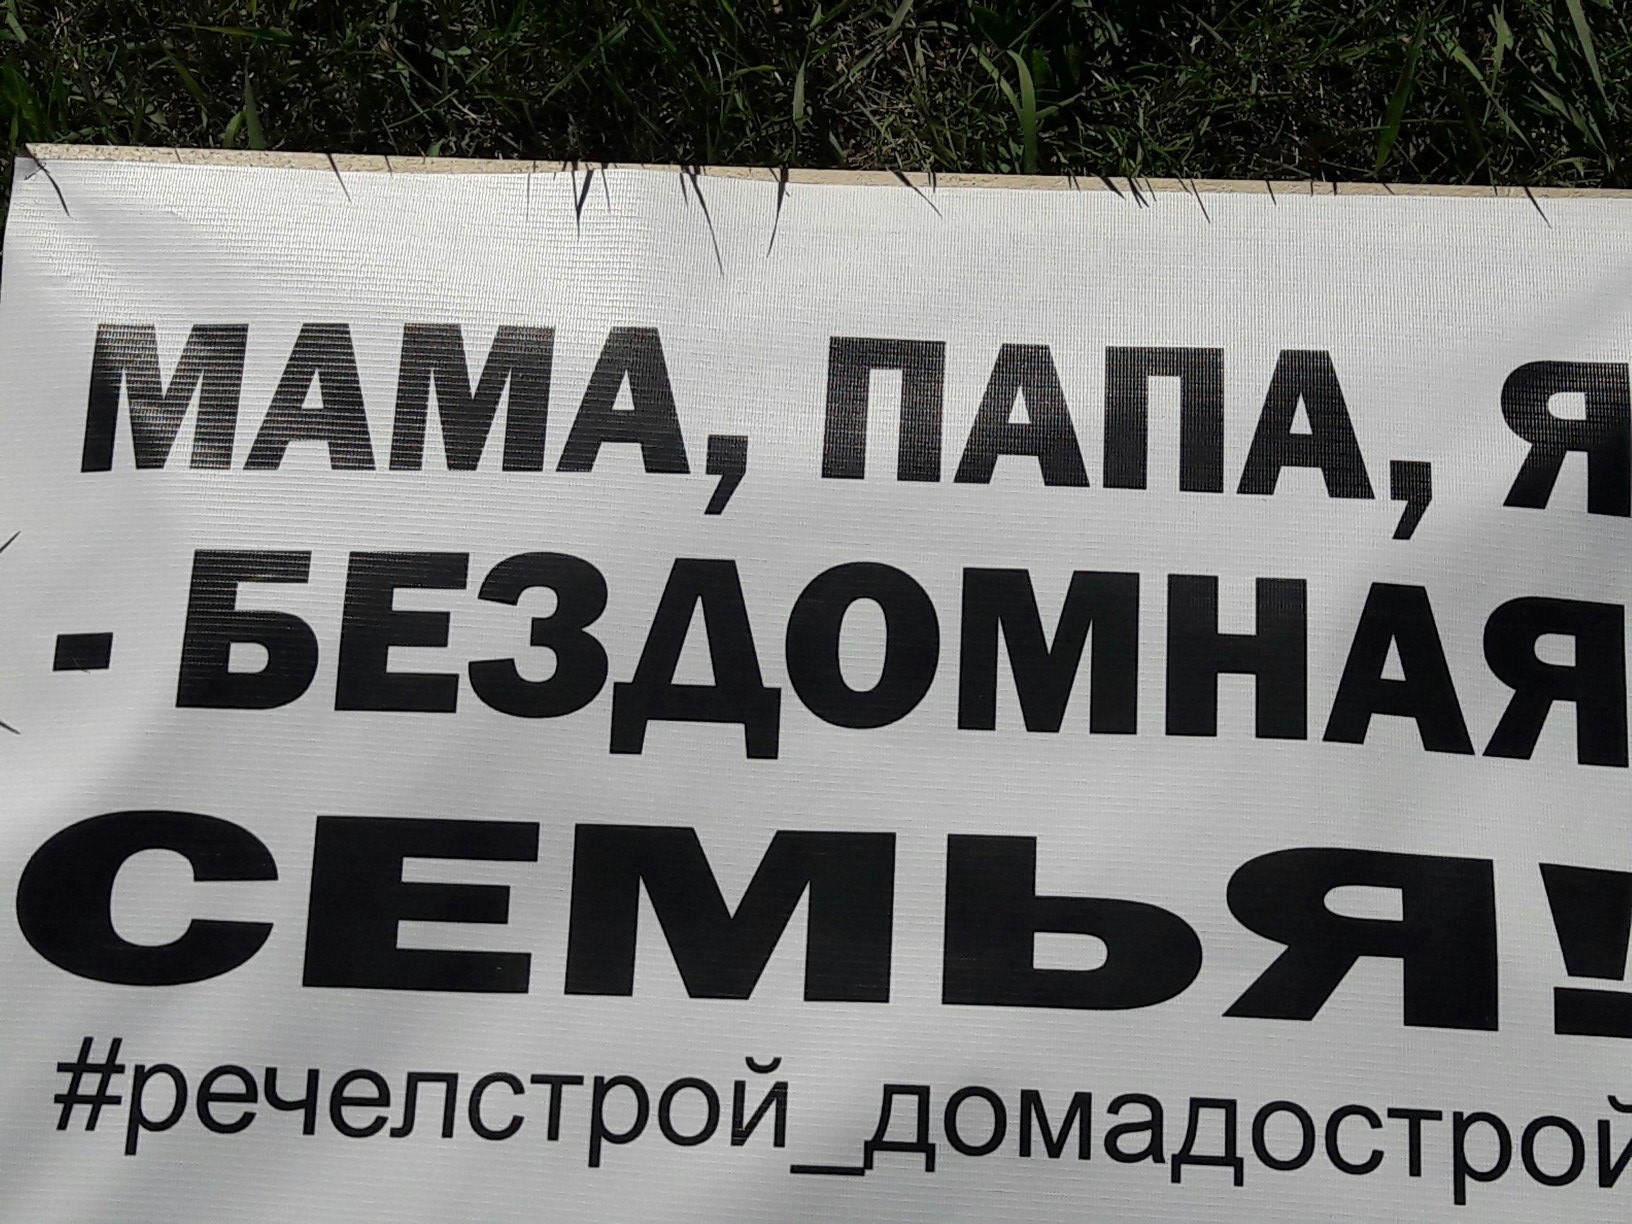 МАМА, ПАПА, Я
- БЕЗДОМНАЯ
СЕМЬЯ!
#речелстрой_домадострой